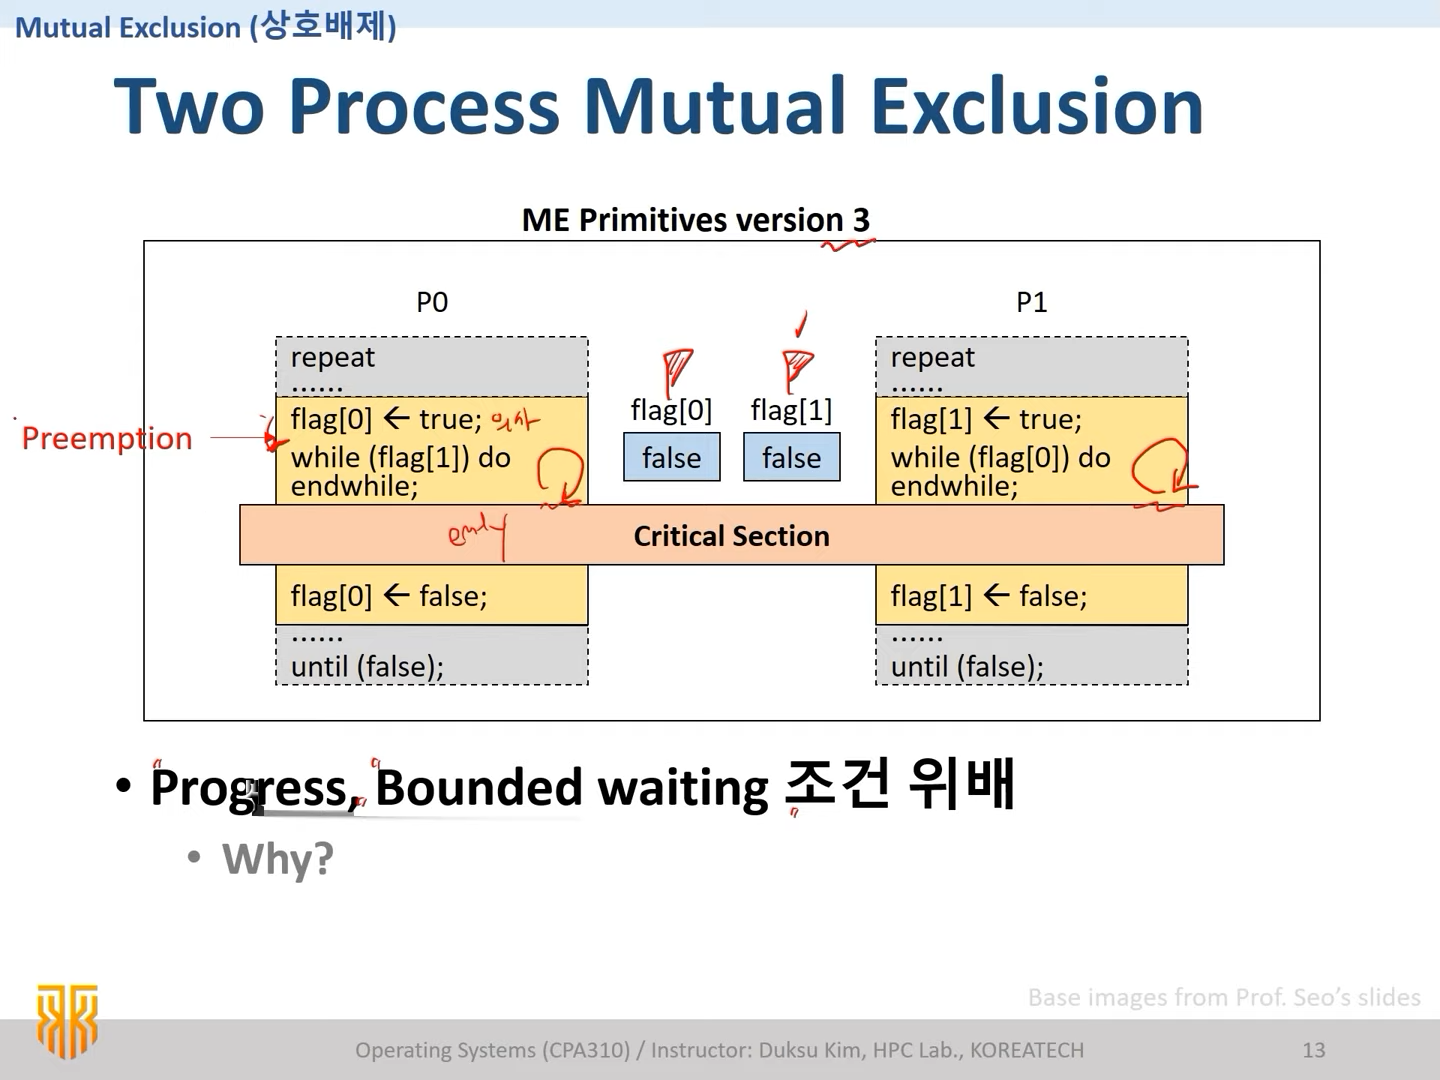 Mutual Exclusion (상호배제)
Two Process Mutual Exclusion
ME Primitives version 3
P0
P1
repeat
......
flag[0] ← true; 의사
while (flag[1]) do
endwhile;
Preemption
flag[0]
flag[1]
false
false
repeat
......
flag[1] ← true;
while (flag[0]) do
endwhile;
empty
Critical Section
flag[0] ← false;
......
until (false);
flag[1] ← false;
......
until (false);
• Progress, Bounded waiting 조건 위배
• Why?
Base images from Prof. Seo's slides
Operating Systems (CPA310) / Instructor: Duksu Kim, HPC Lab., KOREATECH
13